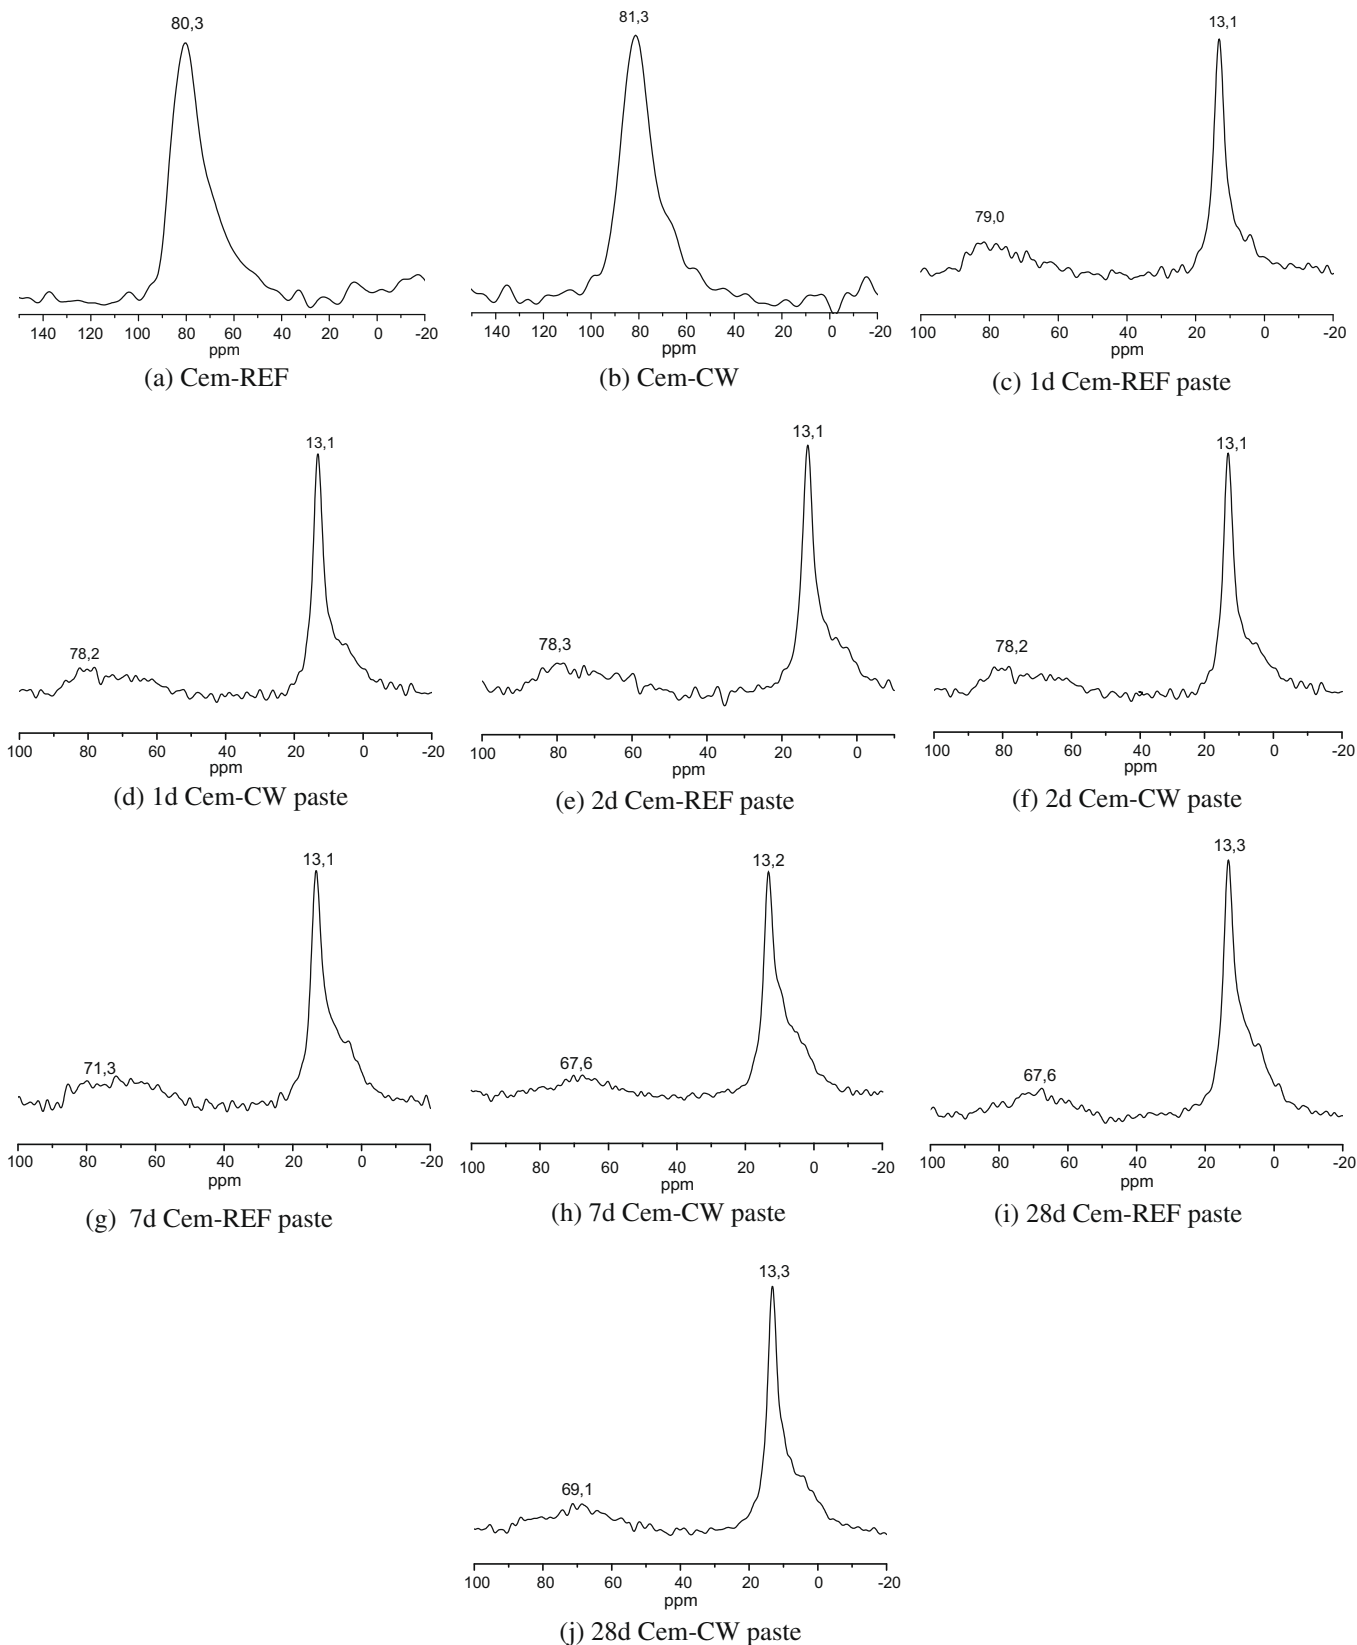 80,3
140 120 100 80 60 40 20 0 -20
ppm
(a) Cem-REF
81,3
140 120 100 80 60 40 20 0 -20
ppm
(b) Cem-CW
13,1
79,0
100 80 60 40 20 0 -20
ppm
(c) 1d Cem-REF paste
13,1
78,2
100 80 60 40 20 0 -20
ppm
(d) 1d Cem-CW paste
13,1
78,3
100 80 60 40 20 0
ppm
(e) 2d Cem-REF paste
13,1
78,2
100 80 60 40 20 0 -20
ppm
(f) 2d Cem-CW paste
13,1
71,3
100 80 60 40 20 0 -20
ppm
(g) 7d Cem-REF paste
13,2
67,6
100 80 60 40 20 0 -20
ppm
(h) 7d Cem-CW paste
13,3
67,6
100 80 60 40 20 0 -20
ppm
(i) 28d Cem-REF paste
13,3
69,1
100 80 60 40 20 0 -20
ppm
(j) 28d Cem-CW paste